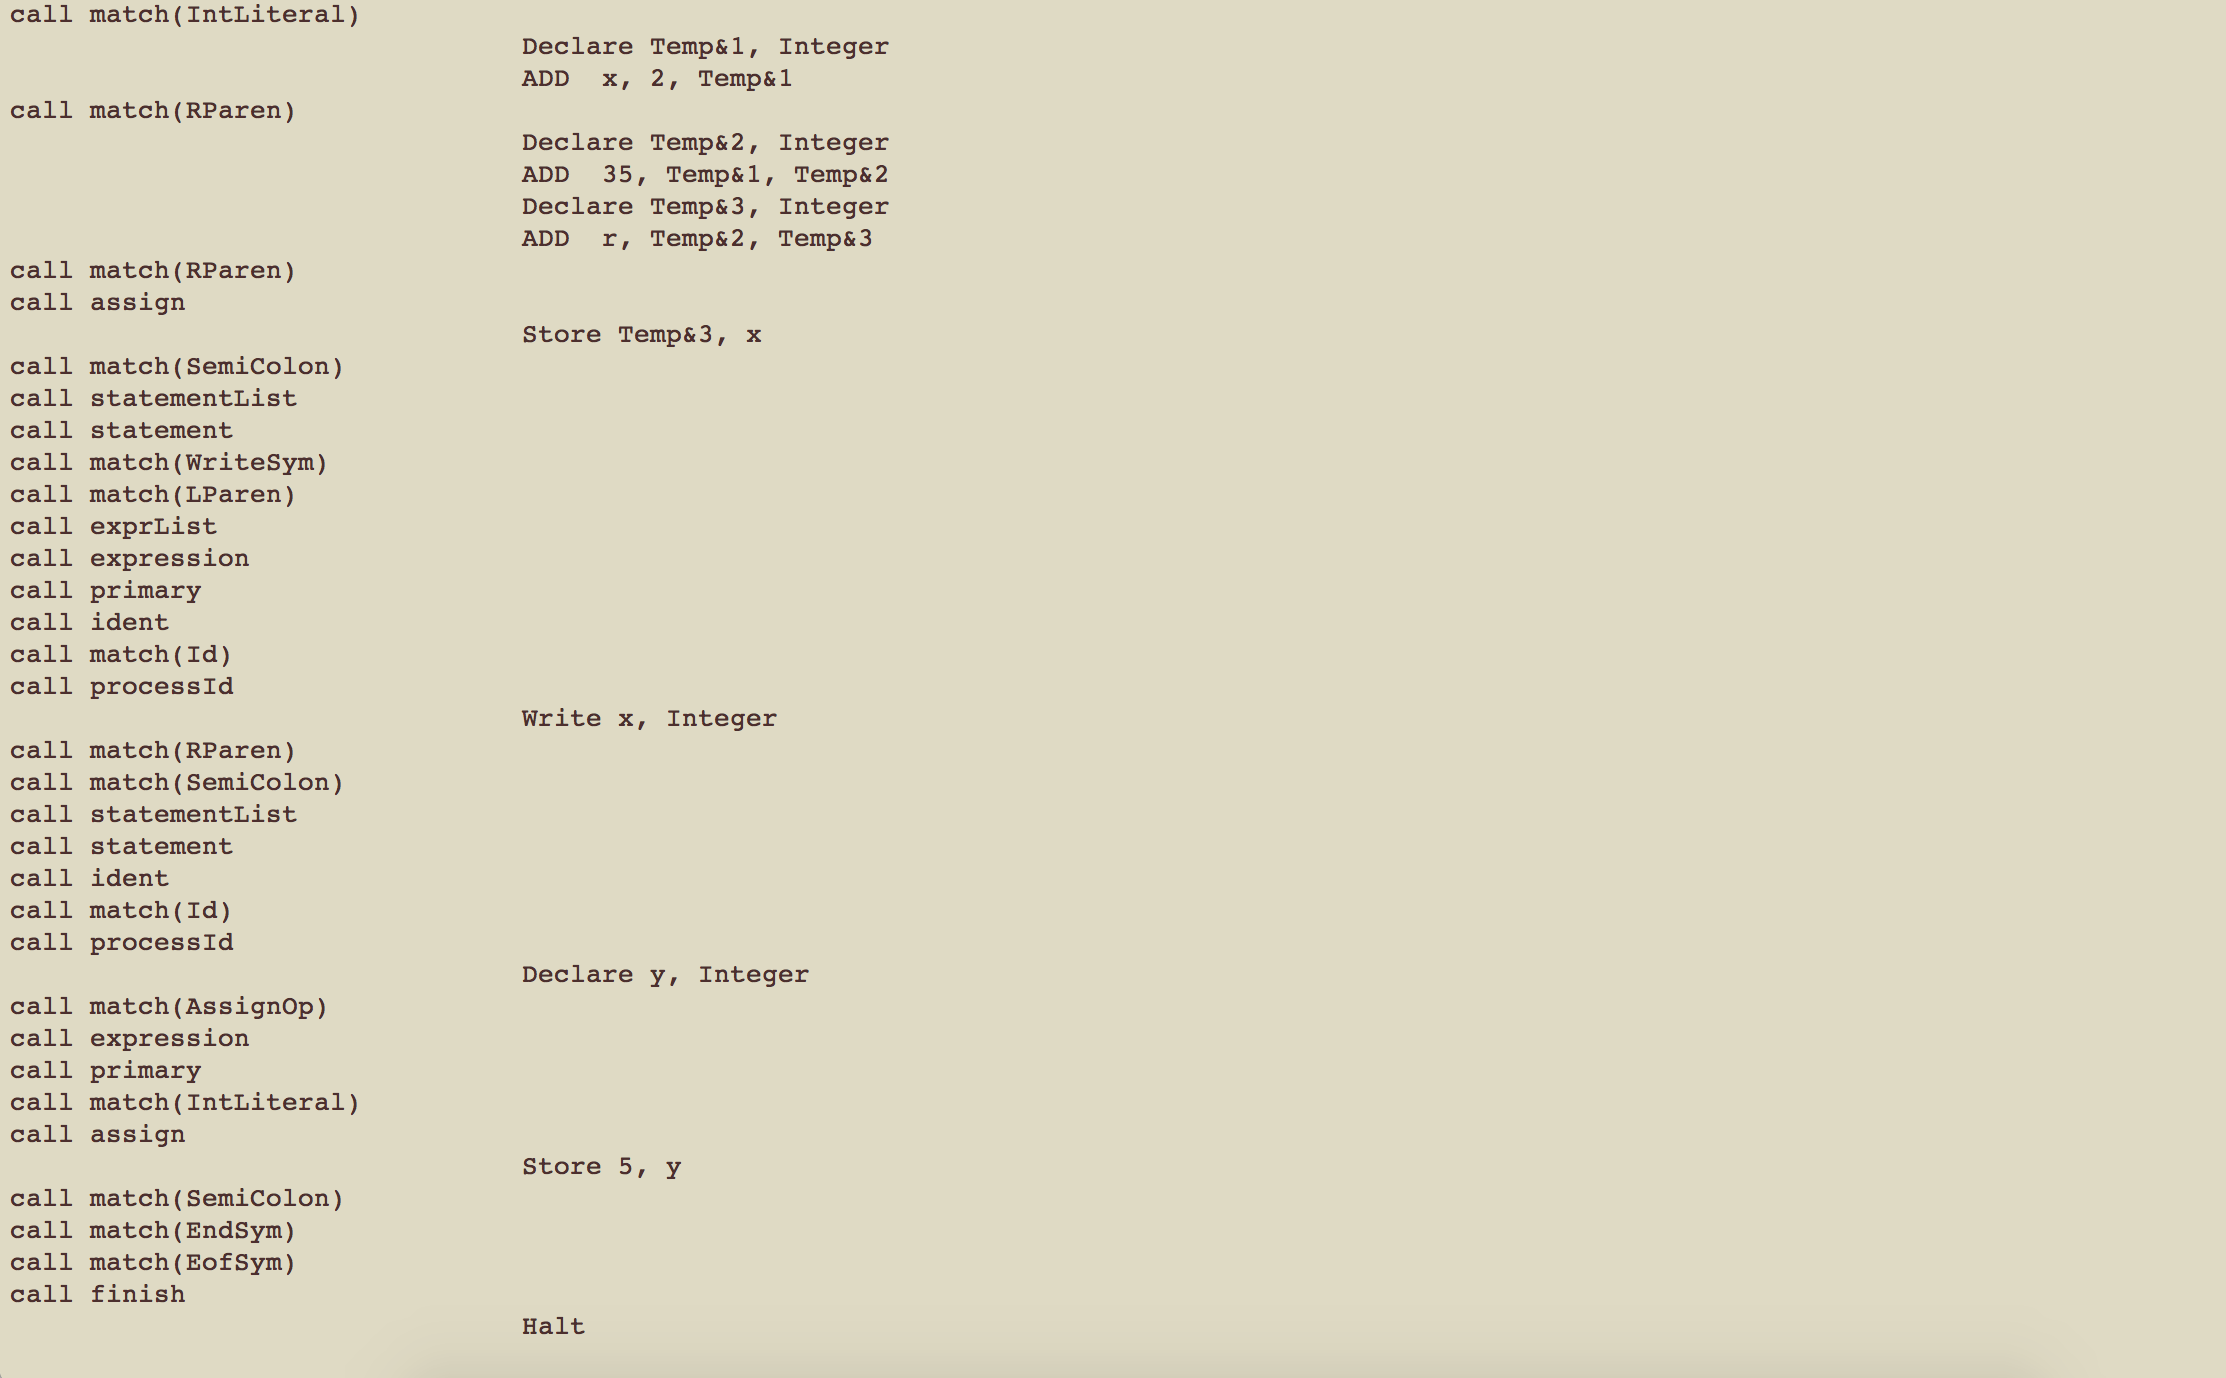 call match(IntLiteral)
Declare Temp&1, Integer
ADD  x, 2, Temp&1
call match(RParen)
Declare Temp&2, Integer
ADD  35, Temp&1, Temp&2
Declare Temp&3, Integer
ADD  r, Temp&2, Temp&3
call match(RParen)
call assign
Store Temp&3, x
call match(SemiColon)
call statementList
call statement
call match(WriteSym)
call match(LParen)
call exprList
call expression
call primary
call ident
call match(Id)
call processId
Write x, Integer
call match(RParen)
call match(SemiColon)
call statementList
call statement
call ident
call match(Id)
call processId
Declare y, Integer
call match(AssignOp)
call expression
call primary
call match(IntLiteral)
call assign
Store 5, y
call match(SemiColon)
call match(EndSym)
call match(EofSym)
call finish
Halt